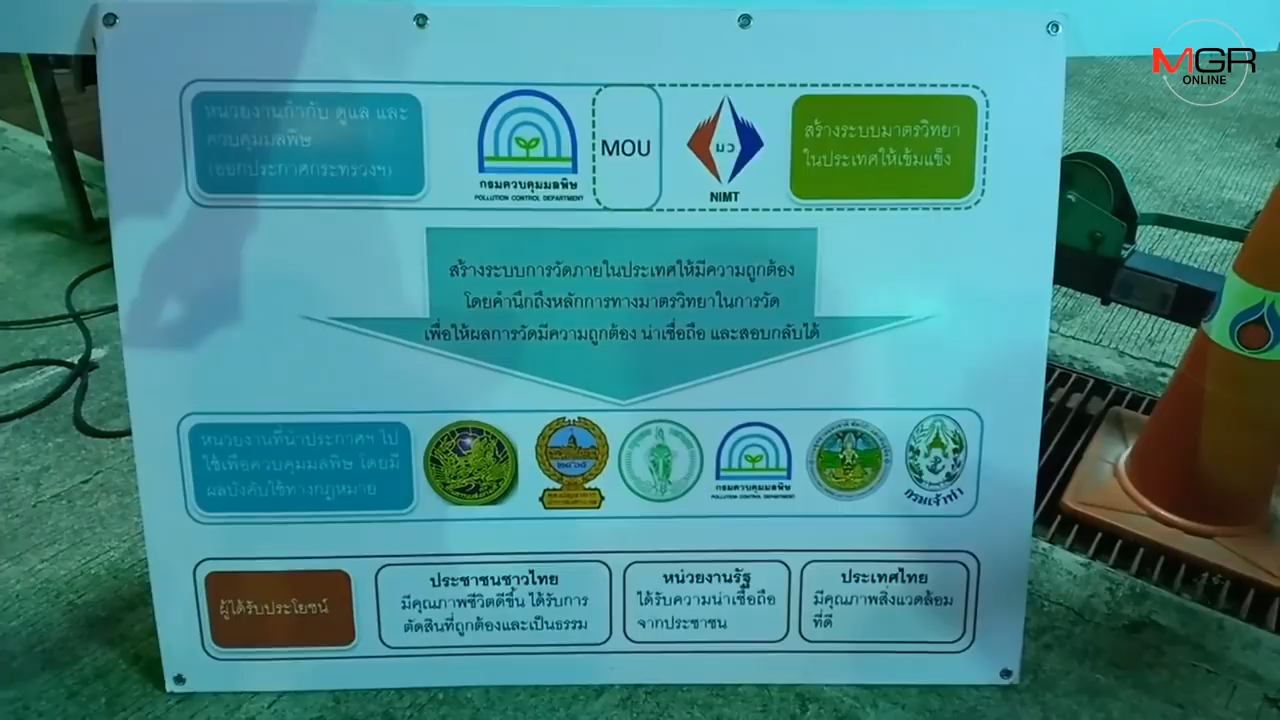 MGR
ONLINE
หน่วยงานกำกับ ดูแล และ
ควบคุมมลพิษ
(ออกประกาศกระทรวงฯ)
กรมควบคุมมลพิษ
POLLUTION CONTROL DEPARTMENT
MOU
มว
NIMT
สร้างระบบมาตรวิทยา
ในประเทศให้เข้มแข็ง
สร้างระบบการวัดภายในประเทศให้มีความถูกต้อง
โดยคำนึกถึงหลักการทางมาตรวิทยาในการวัด
เพื่อให้ผลการวัดมีความถูกต้อง น่าเชื่อถือ และสอบกลับได้
หน่วยงานที่นำประกาศฯ ไป
ใช้เพื่อควบคุมมลพิษ โดยมี
ผลบังคับใช้ทางกฎหมาย
๒๔๖๕
กรมควบคุมมลพิษ
POLLUTION CONTROL DEPARTMENT
กรมเจ้าท่า
ผู้ได้รับประโยชน์
ประชาชนชาวไทย
มีคุณภาพชีวิตดีขึ้น ได้รับการ
ตัดสินที่ถูกต้องและเป็นธรรม
หน่วยงานรัฐ
ได้รับความน่าเชื่อถือ
จากประชาชน
ประเทศไทย
มีคุณภาพสิ่งแวดล้อม
ที่ดี